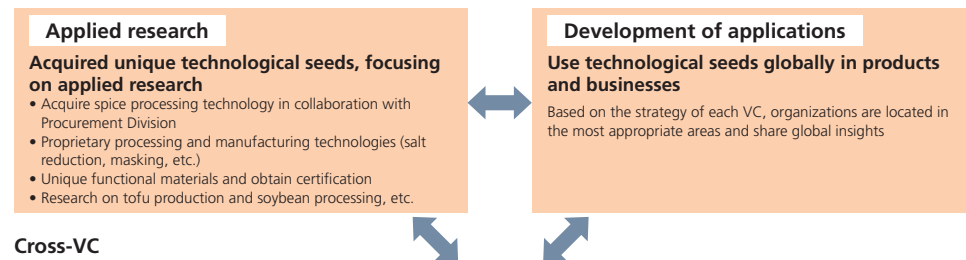 Applied research
Acquired unique technological seeds, focusing
on applied research
• Acquire spice processing technology in collaboration with
Procurement Division
• Proprietary processing and manufacturing technologies (salt
reduction, masking, etc.)
• Unique functional materials and obtain certification
• Research on tofu production and soybean processing, etc.
Development of applications
Use technological seeds globally in products
and businesses
Based on the strategy of each VC, organizations are located in
the most appropriate areas and share global insights
Cross-VC